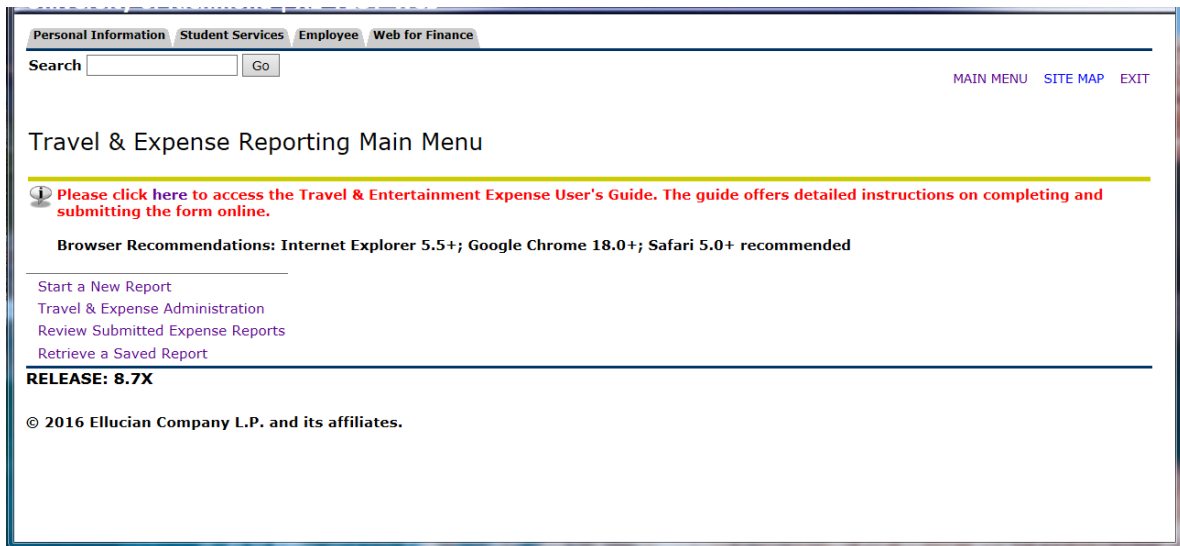 Personal Information Student Services Employee Web for Finance
Search Go
MAIN MENU SITE MAP EXIT
Travel & Expense Reporting Main Menu
Please click here to access the Travel & Entertainment Expense User's Guide. The guide offers detailed instructions on completing and
submitting the form online.
Browser Recommendations: Internet Explorer 5.5+; Google Chrome 18.0+; Safari 5.0+ recommended
Start a New Report
Travel & Expense Administration
Review Submitted Expense Reports
Retrieve a Saved Report
RELEASE: 8.7X
© 2016 Ellucian Company L.P. and its affiliates.